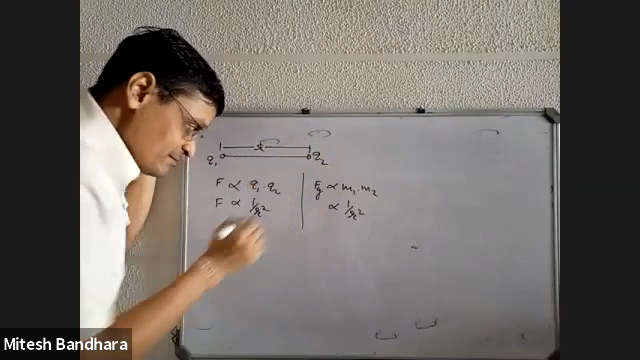 r
q₁ q₂
F ∝ q₁·q₂
F ∝ 1/r²
Fg ∝ m₁·m₂
∝ 1/r²
Mitesh Bandhara